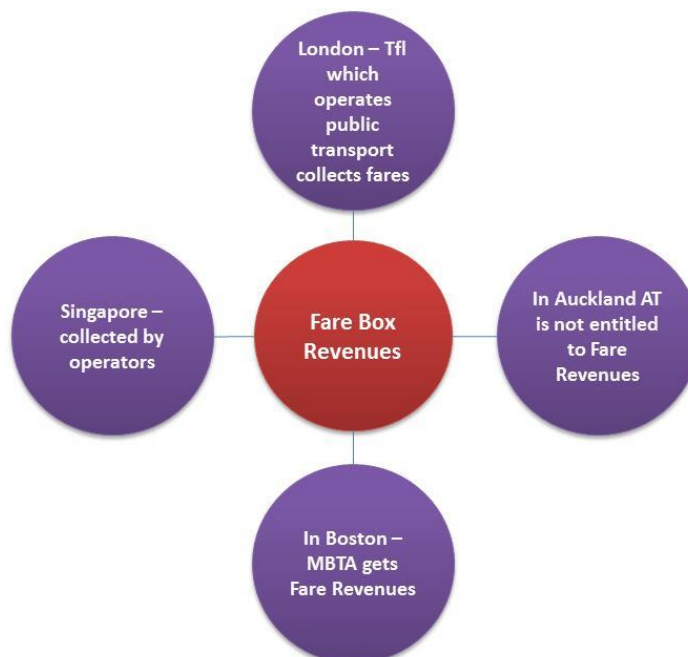 London – Tfl
which
operates
public
transport
collects fares
Singapore –
collected by
operators
Fare Box
Revenues
In Auckland AT
is not entitled
to Fare
Revenues
In Boston –
MBTA gets
Fare Revenues